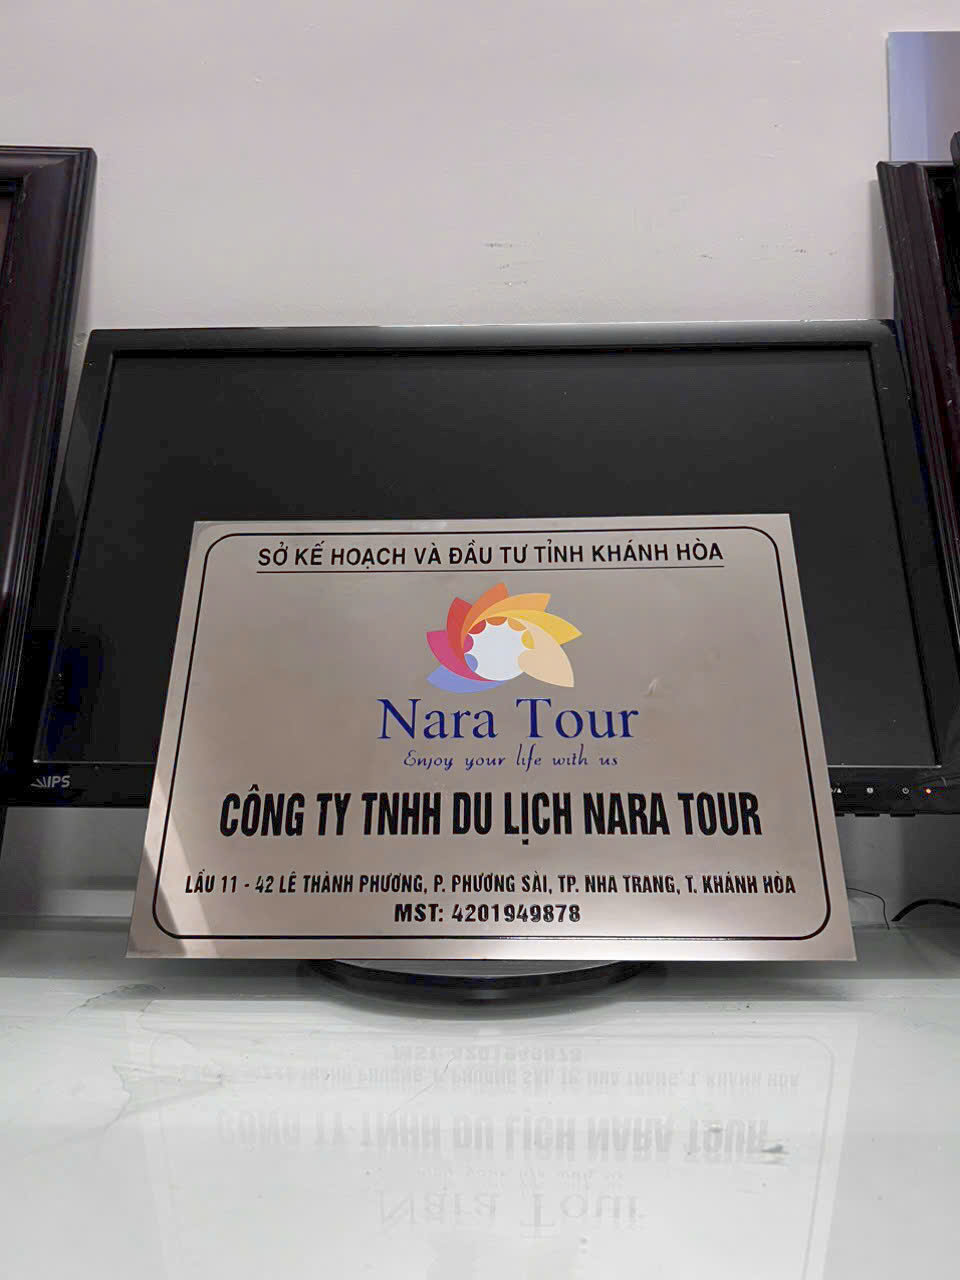 SỞ KẾ HOẠCH VÀ ĐẦU TƯ TỈNH KHÁNH HÒA
Nara Tour
Enjoy your life with us
CÔNG TY TNHH DU LỊCH NARA TOUR
LẦU 11 - 42 LÊ THÀNH PHƯƠNG, P. PHƯƠNG SÀI, TP. NHA TRANG, T. KHÁNH HÒA
MST: 4201949878
IPS